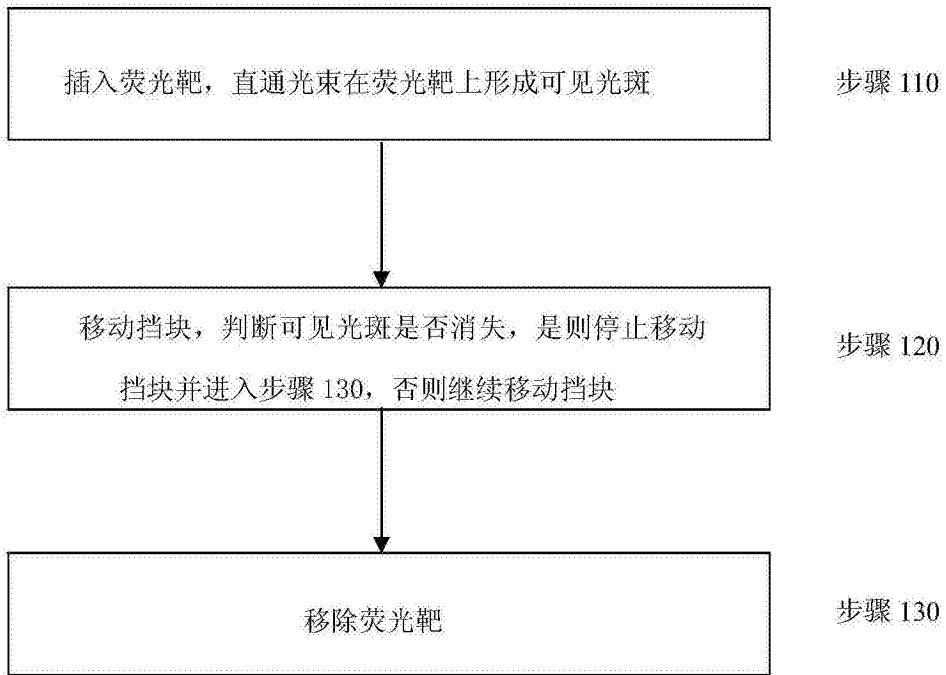 插入荧光靶，直通光束在荧光靶上形成可见光斑
步骤 110
移动挡块，判断可见光斑是否消失，是则停止移动
挡块并进入步骤 130，否则继续移动挡块
步骤 120
移除荧光靶
步骤 130